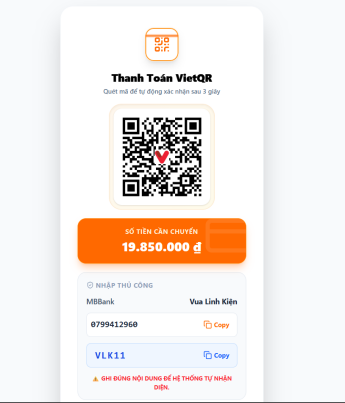 Thanh Toán VietQR
Quét mã để tự động xác nhận sau 3 giây
SỐ TIỀN CẦN CHUYỂN
19.850.000 ₫
NHẬP THỦ CÔNG
MBBank
Vua Linh Kiện
0799412960
Copy
VLK11
Copy
⚠️ GHI ĐÚNG NỘI DUNG ĐỂ HỆ THỐNG TỰ NHẬN
DIỆN.